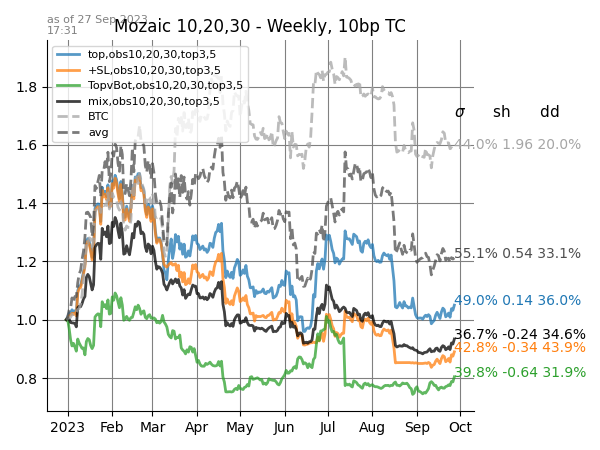 as of 27 Sep 2023
17:31
Mozaic 10,20,30 - Weekly, 10bp TC
top,obs10,20,30,top3,5
+SL,obs10,20,30,top3,5
TopvBot,obs10,20,30,top3,5
mix,obs10,20,30,top3,5
BTC
avg
σ sh dd
44.0% 1.96 20.0%
55.1% 0.54 33.1%
49.0% 0.14 36.0%
36.7% -0.24 34.6%
42.8% -0.34 43.9%
39.8% -0.64 31.9%
1.8
1.6
1.4
1.2
1.0
0.8
2023 Feb Mar Apr May Jun Jul Aug Sep Oct